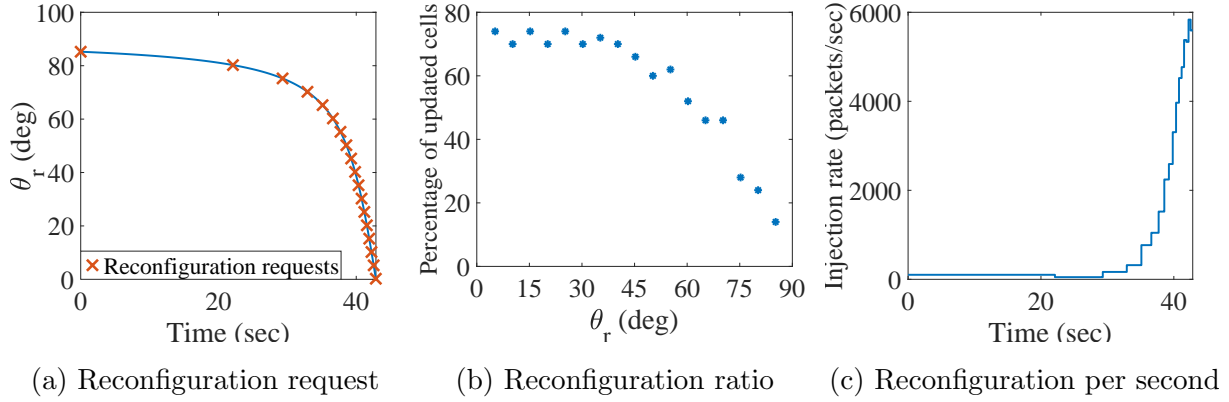 θr (deg)
80
60
40
20
0
Reconfiguration requests
0
20
40
Time (sec)
(a) Reconfiguration request
Percentage of updated cells
80
60
40
20
0
0
15
30
45
60
75
90
θr (deg)
(b) Reconfiguration ratio
Injection rate (packets/sec)
6000
4000
2000
0
0
20
40
Time (sec)
(c) Reconfiguration per second